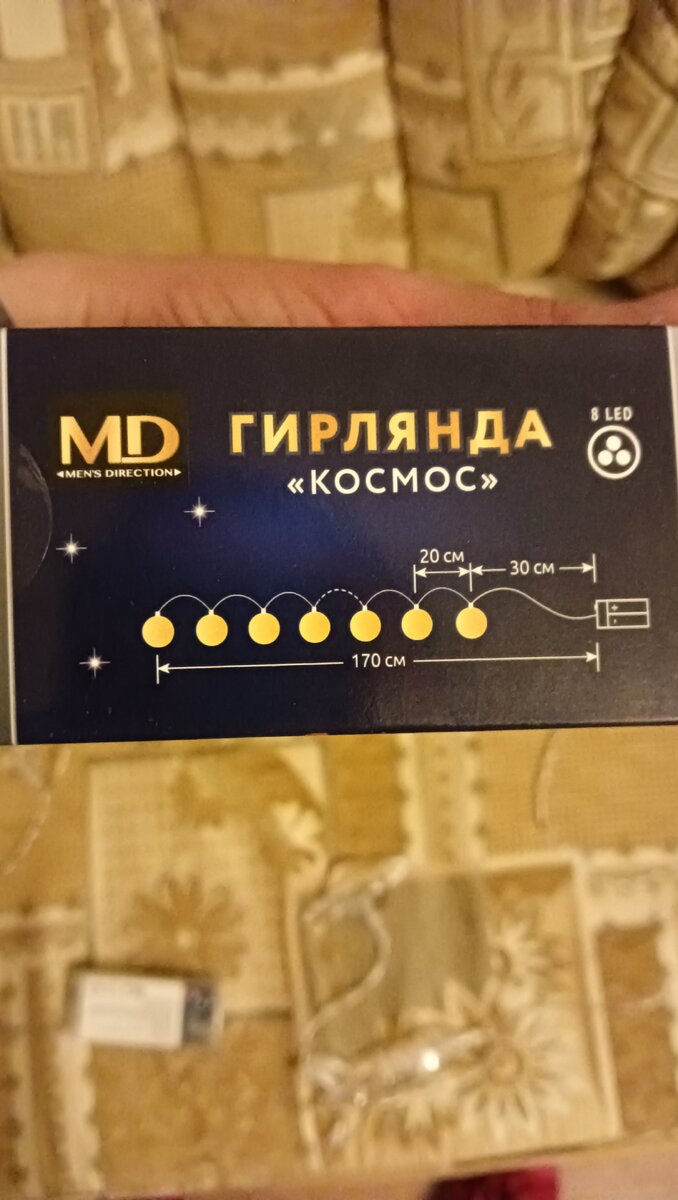 MD
MEN'S DIRECTION
ГИРЛЯНДА
«КОСМОС»
8 LED
20 см
30 см
+
-
170 см